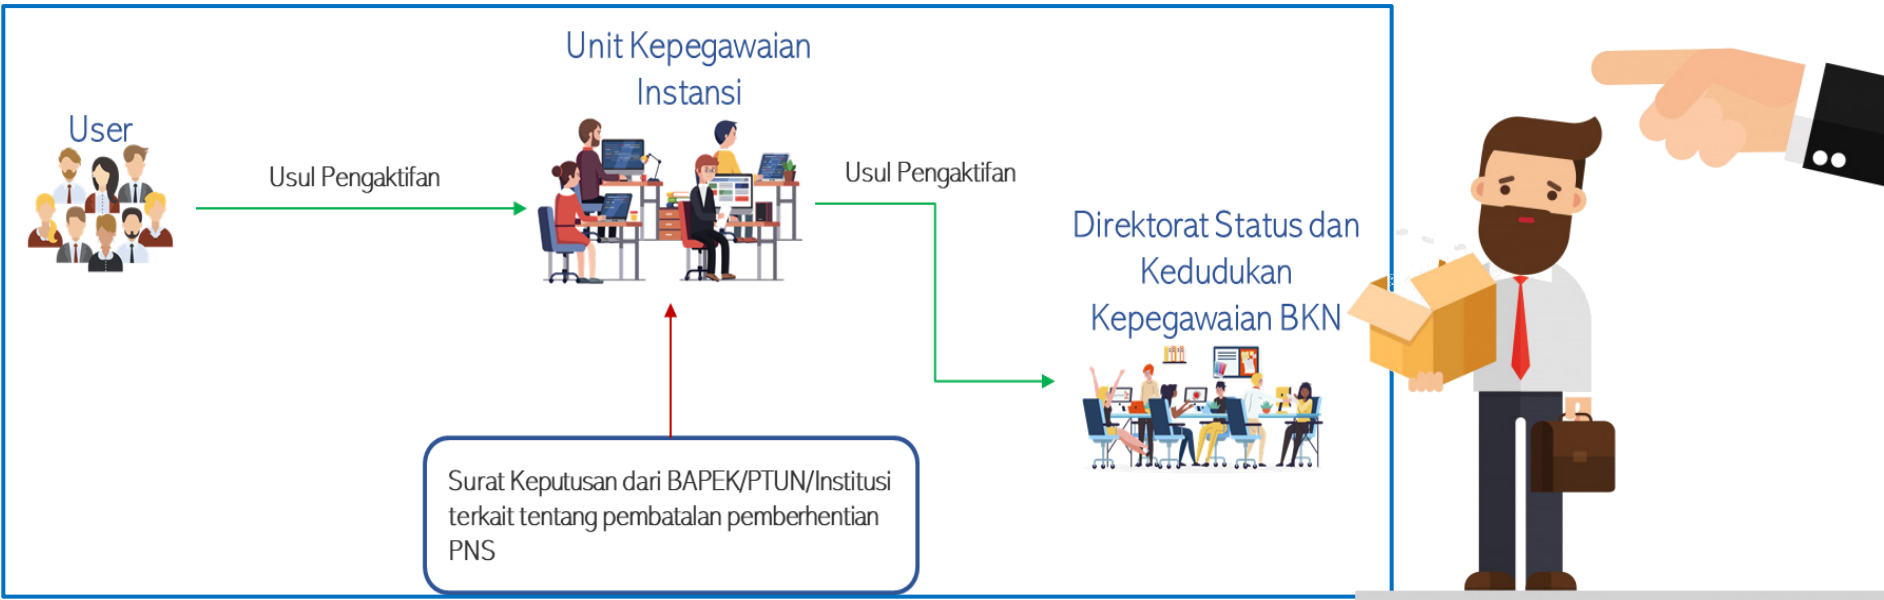 User
Usul Pengaktifan
Unit Kepegawaian
Instansi
Usul Pengaktifan
Direktorat Status dan
Kedudukan
Kepegawaian BKN
Surat Keputusan dari BAPEK/PTUN/Institusi
terkait tentang pembatalan pemberhentian
PNS